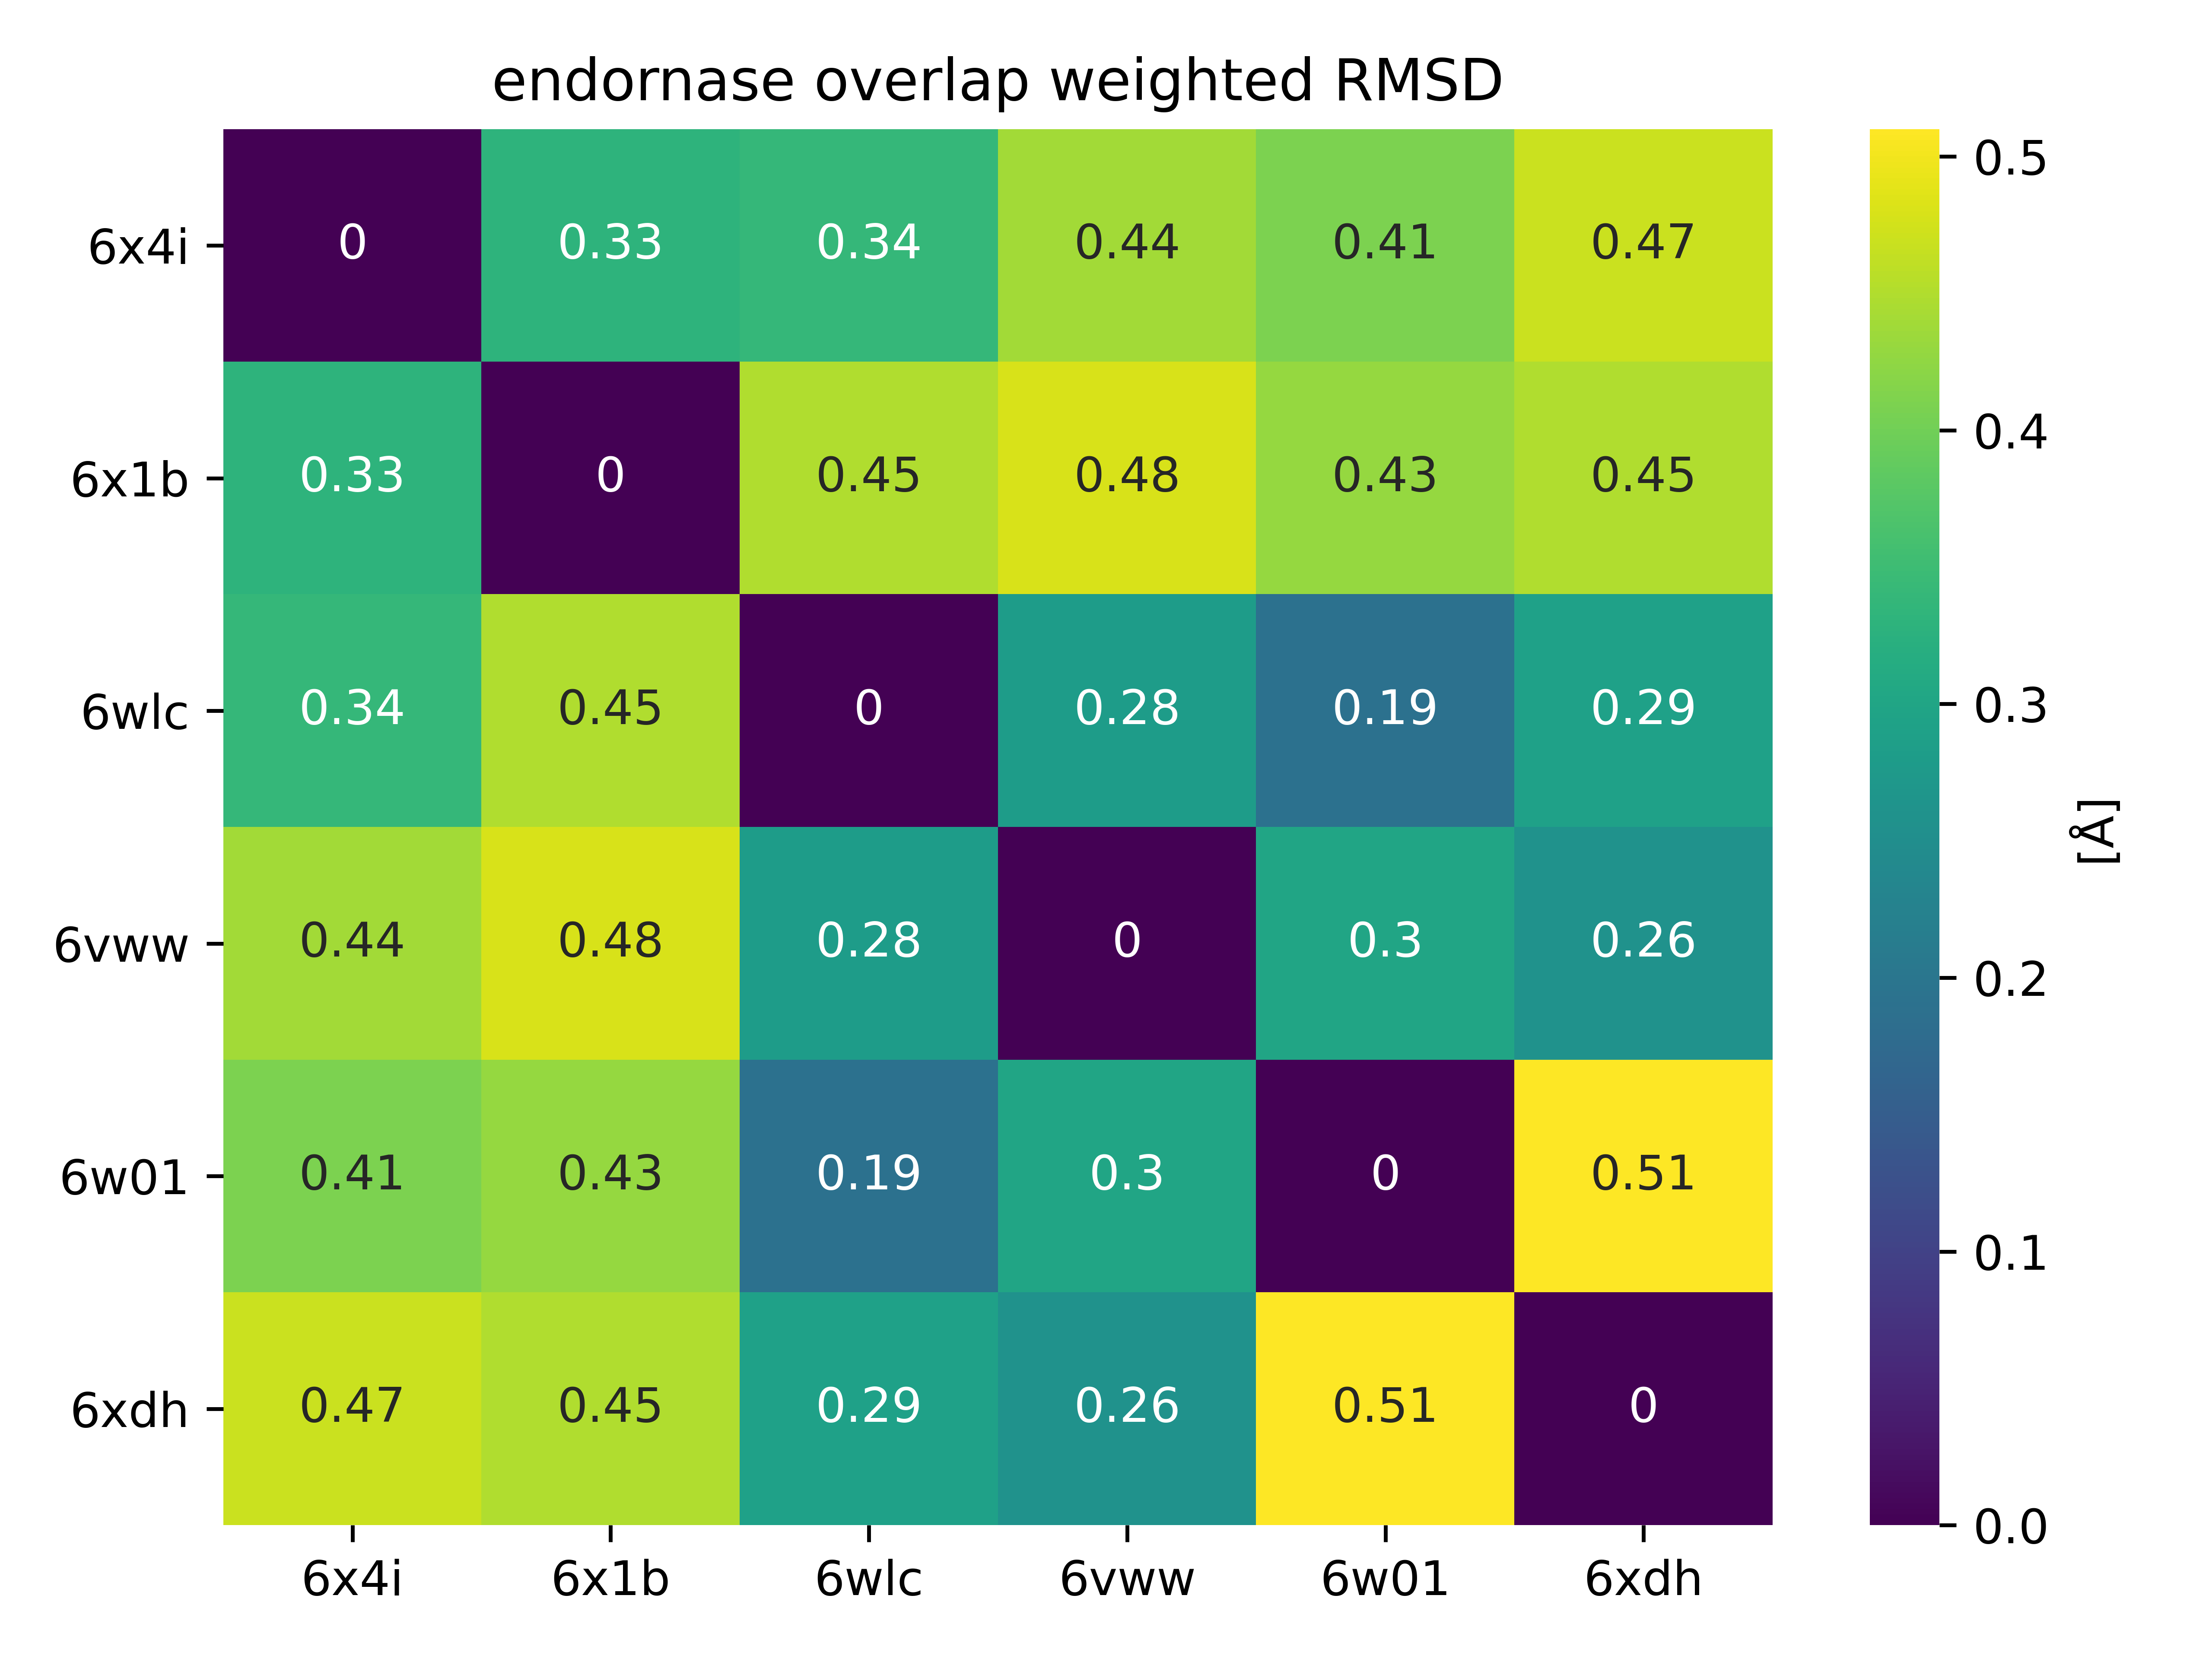 endornase overlap weighted RMSD
6x4i 0 0.33 0.34 0.44 0.41 0.47
6x1b 0.33 0 0.45 0.48 0.43 0.45
6wlc 0.34 0.45 0 0.28 0.19 0.29
6vww 0.44 0.48 0.28 0 0.3 0.26
6w01 0.41 0.43 0.19 0.3 0 0.51
6xdh 0.47 0.45 0.29 0.26 0.51 0
6x4i 6x1b 6wlc 6vww 6w01 6xdh
0.5
0.4
0.3
0.2
0.1
0.0
[Å]